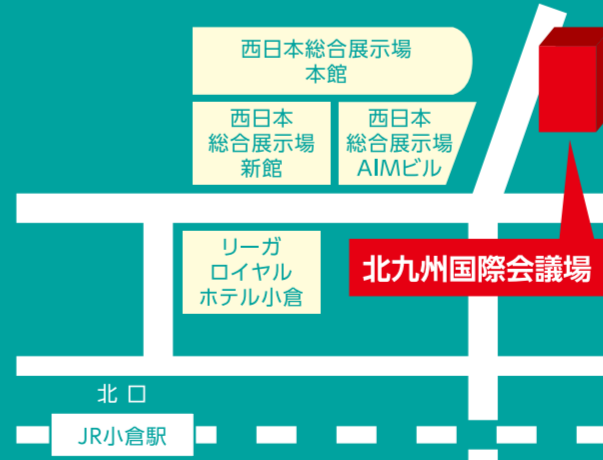 西日本総合展示場
本館
西日本
総合展示場
新館
西日本
総合展示場
AIMビル
リーガ
ロイヤル
ホテル小倉
北九州国際会議場
北口
JR小倉駅